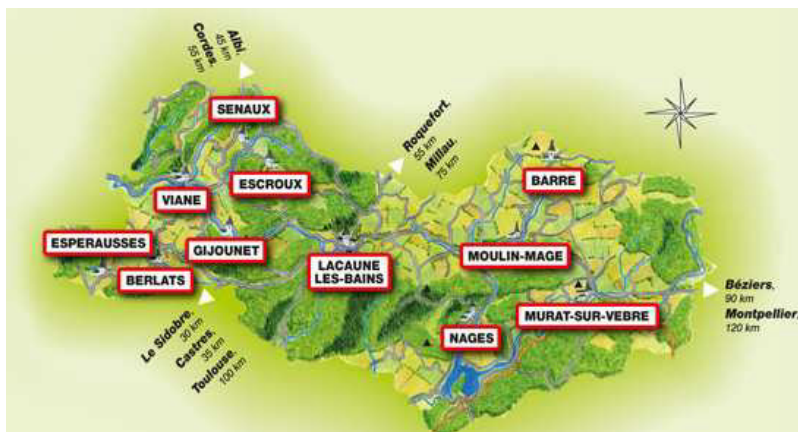 Albi,
45 km
Cordes,
55 km
SENAUX
Roquefort,
55 km
Millau,
75 km
ESCROUX
BARRE
VIANE
ESPERAUSSES
GIJOUNET
BERLATS
LACAUNE
LES-BAINS
MOULIN-MAGE
Béziers,
90 km
Montpellier,
120 km
MURAT-SUR-VEBRE
NAGES
Le Sidobre,
30 km
Castres,
35 km
Toulouse,
100 km